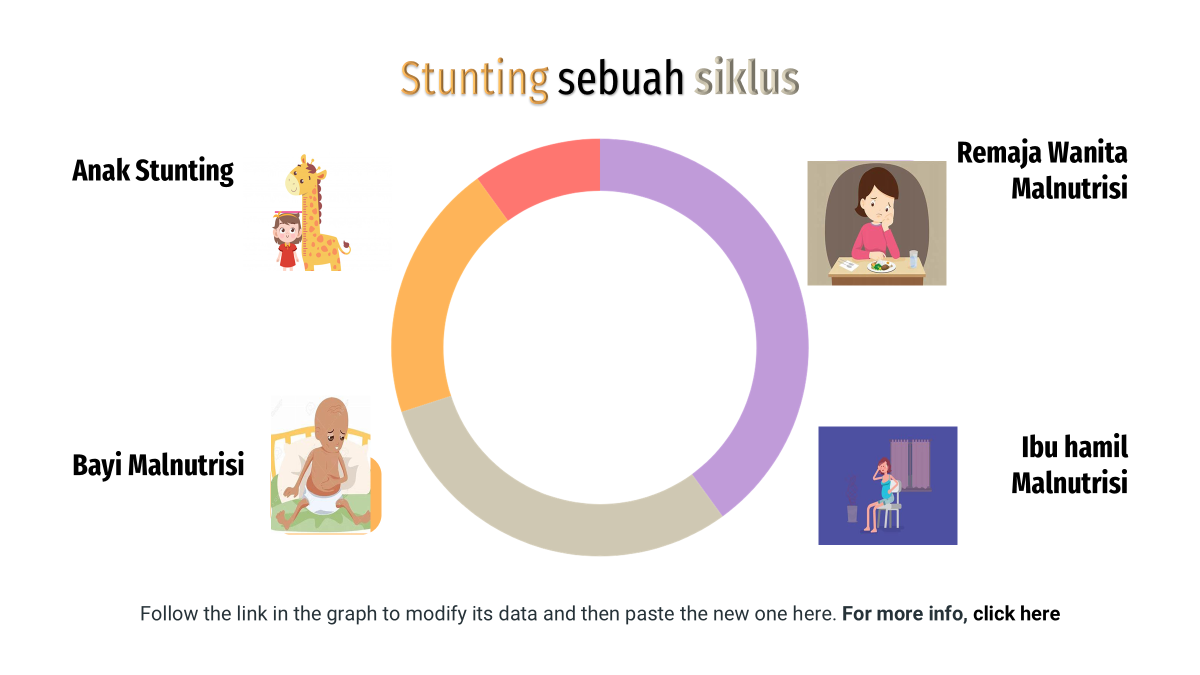 Stunting sebuah siklus
Anak Stunting
Remaja Wanita
Malnutrisi
Bayi Malnutrisi
Ibu hamil
Malnutrisi
Follow the link in the graph to modify its data and then paste the new one here. For more info, click here